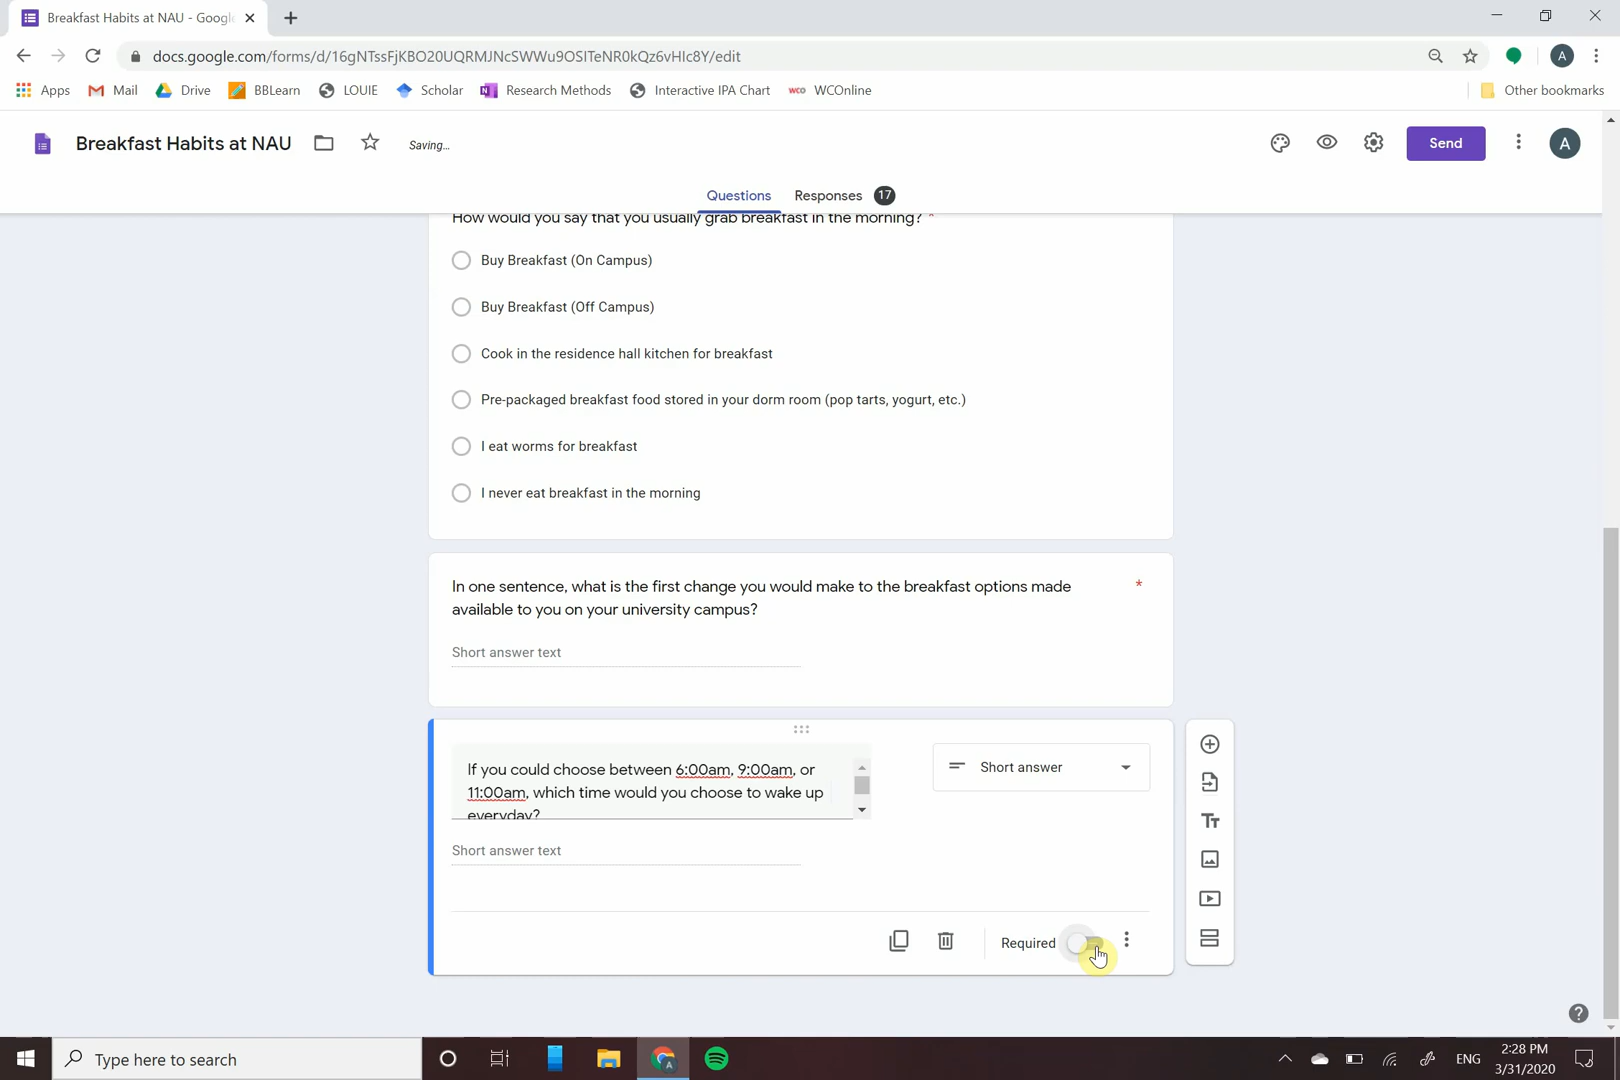 Breakfast Habits at NAU - Googl
docs.google.com/forms/d/16gNTssFjKBO20UQRMJNcSWWu9OSITeNR0kQz6vHIc8Y/edit
A
Apps
Mail
Drive
BBLearn
LOUIE
Scholar
Research Methods
Interactive IPA Chart
WCOnline
Other bookmarks
Breakfast Habits at NAU
Saving...
Send
A
Questions
Responses
17
How would you say that you usually grab breakfast in the morning? *
Buy Breakfast (On Campus)
Buy Breakfast (Off Campus)
Cook in the residence hall kitchen for breakfast
Pre-packaged breakfast food stored in your dorm room (pop tarts, yogurt, etc.)
I eat worms for breakfast
I never eat breakfast in the morning
In one sentence, what is the first change you would make to the breakfast options made *
available to you on your university campus?
Short answer text
If you could choose between 6:00am, 9:00am, or
11:00am, which time would you choose to wake up
everyday?
Short answer
Short answer text
Required
Tт
Type here to search
ENG
2:28 PM
3/31/2020